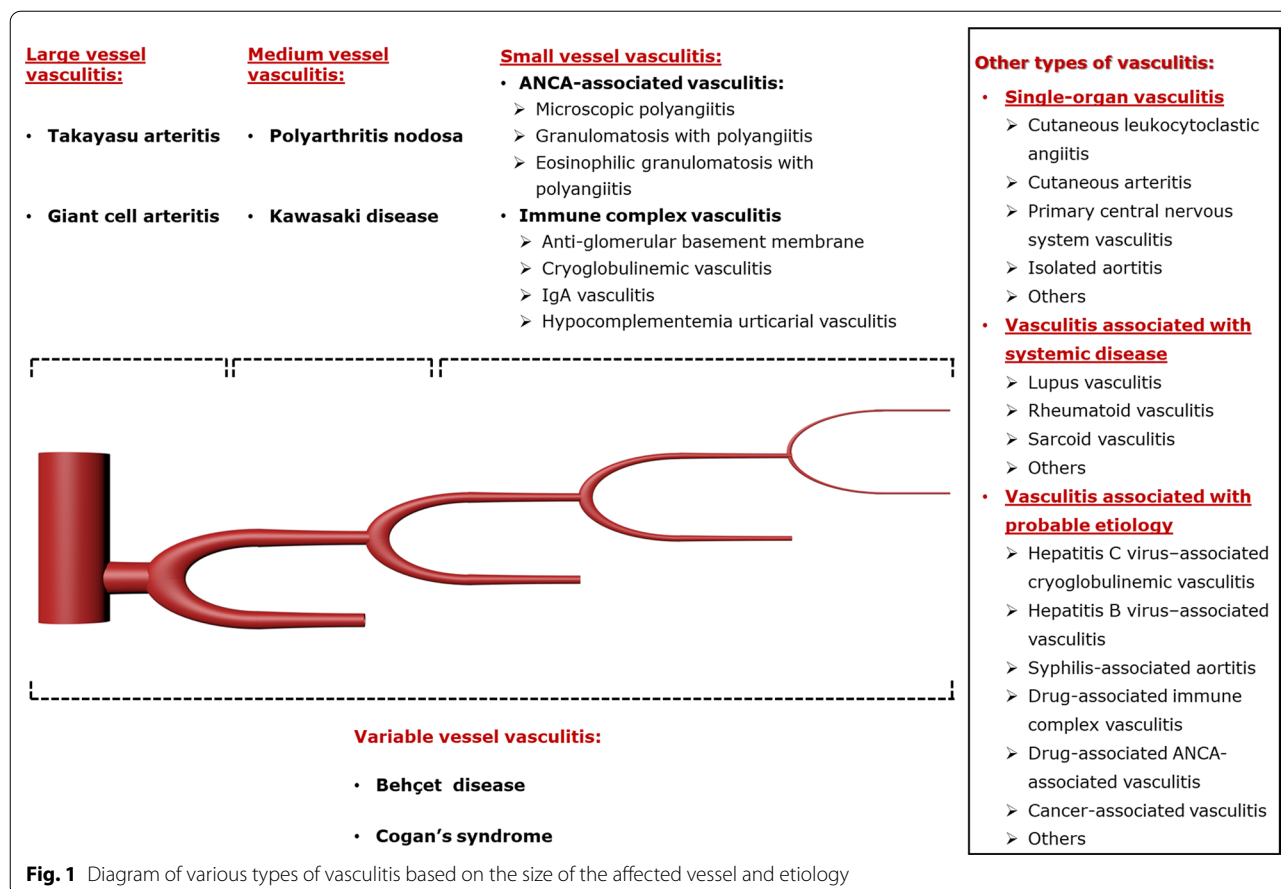 Large vessel
vasculitis:
• Takayasu arteritis
• Giant cell arteritis
Medium vessel
vasculitis:
• Polyarthritis nodosa
• Kawasaki disease
Small vessel vasculitis:
• ANCA-associated vasculitis:
➢ Microscopic polyangiitis
➢ Granulomatosis with polyangiitis
➢ Eosinophilic granulomatosis with
polyangiitis
• Immune complex vasculitis
➢ Anti-glomerular basement membrane
➢ Cryoglobulinemic vasculitis
➢ IgA vasculitis
➢ Hypocomplementemia urticarial vasculitis
Other types of vasculitis:
• Single-organ vasculitis
➢ Cutaneous leukocytoclastic
angiitis
➢ Cutaneous arteritis
➢ Primary central nervous
system vasculitis
➢ Isolated aortitis
➢ Others
• Vasculitis associated with
systemic disease
➢ Lupus vasculitis
➢ Rheumatoid vasculitis
➢ Sarcoid vasculitis
➢ Others
• Vasculitis associated with
probable etiology
➢ Hepatitis C virus–associated
cryoglobulinemic vasculitis
➢ Hepatitis B virus–associated
vasculitis
➢ Syphilis-associated aortitis
➢ Drug-associated immune
complex vasculitis
➢ Drug-associated ANCA-
associated vasculitis
➢ Cancer-associated vasculitis
➢ Others
Variable vessel vasculitis:
• Behçet disease
• Cogan's syndrome
Fig. 1 Diagram of various types of vasculitis based on the size of the affected vessel and etiology